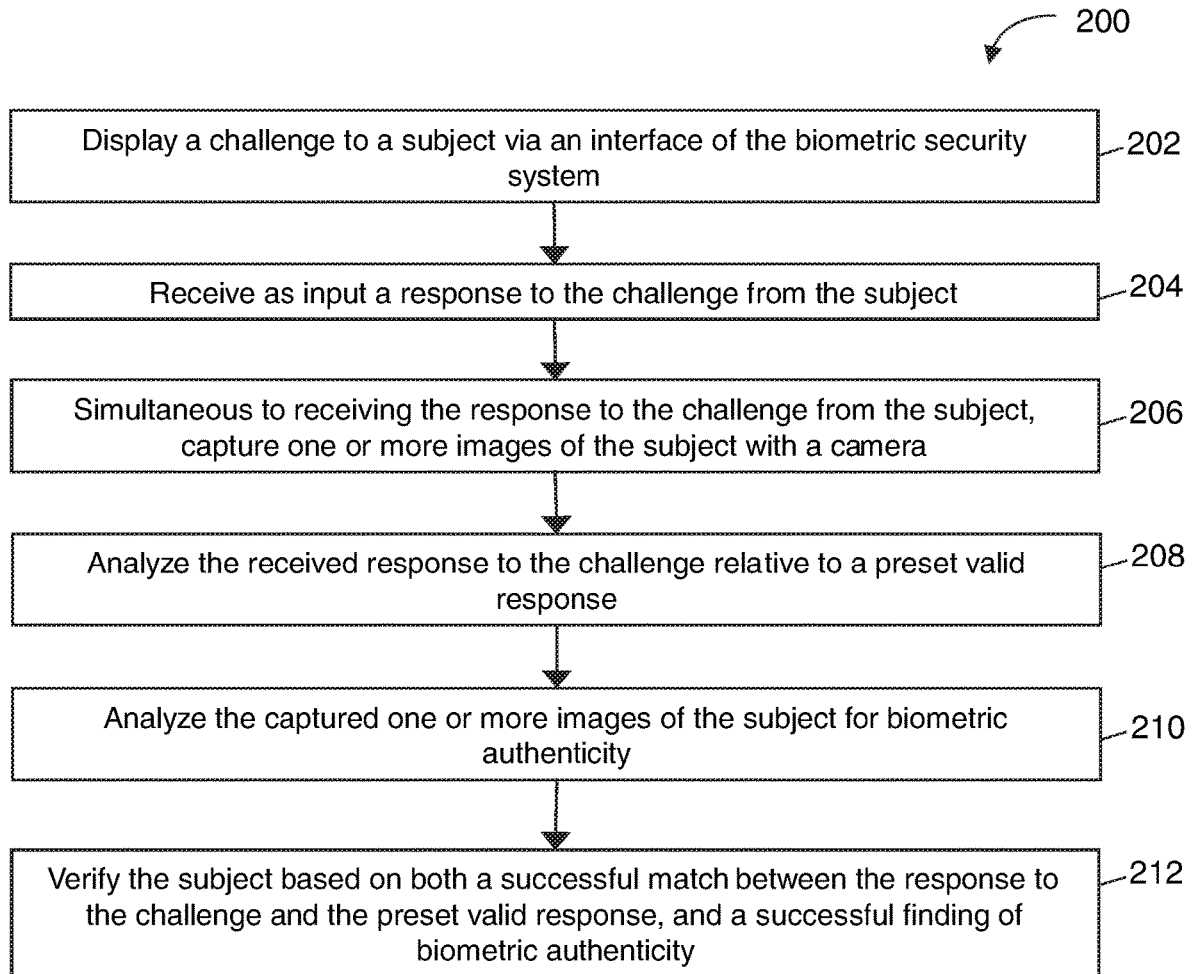 200
Display a challenge to a subject via an interface of the biometric security
system
202
Receive as input a response to the challenge from the subject
204
Simultaneous to receiving the response to the challenge from the subject,
capture one or more images of the subject with a camera
206
Analyze the received response to the challenge relative to a preset valid
response
208
Analyze the captured one or more images of the subject for biometric
authenticity
210
Verify the subject based on both a successful match between the response to
the challenge and the preset valid response, and a successful finding of
biometric authenticity
212